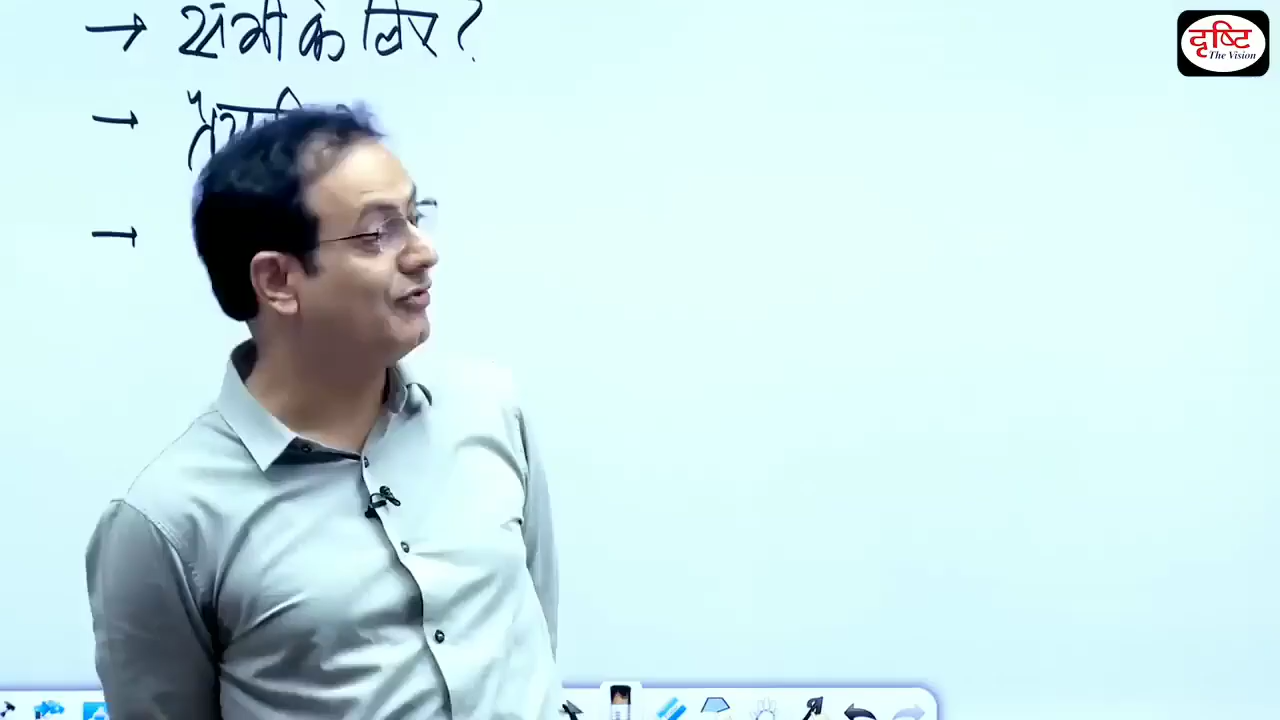 → सभी के लिए?
→
→
दृष्टि
The Vision